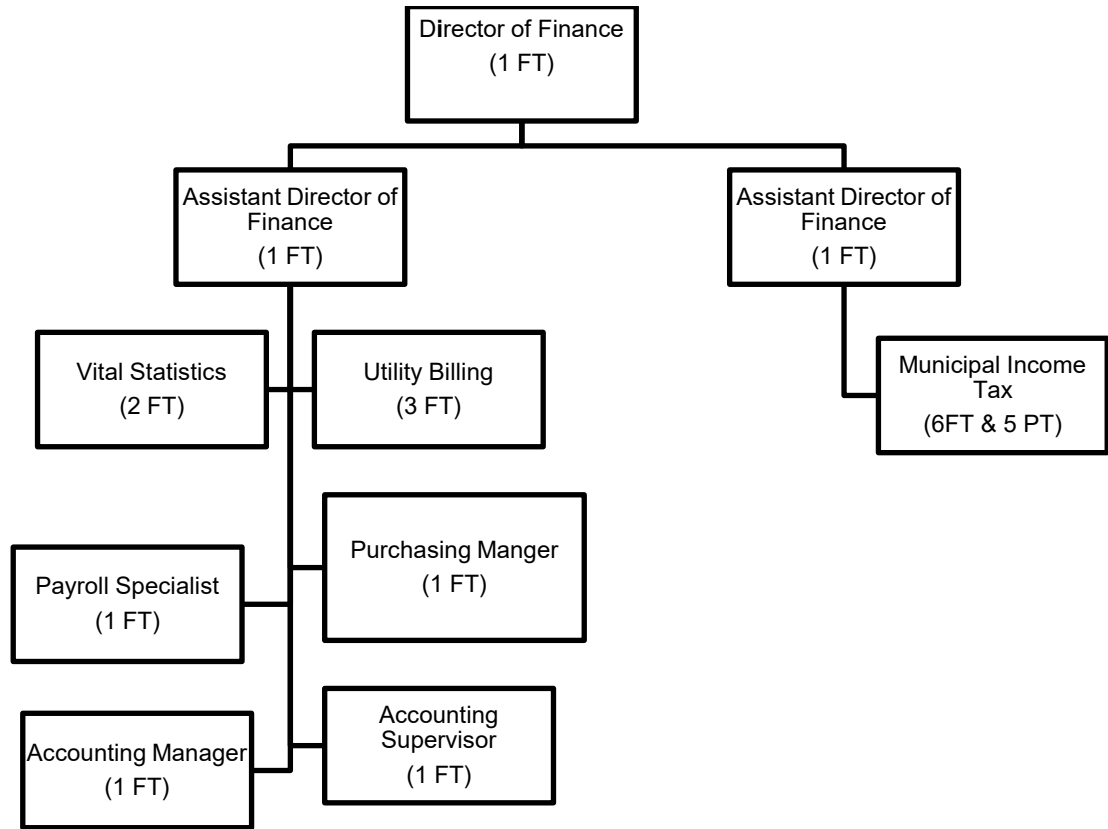 Director of Finance
(1 FT)
Assistant Director of
Finance
(1 FT)
Assistant Director of
Finance
(1 FT)
Vital Statistics
(2 FT)
Utility Billing
(3 FT)
Municipal Income
Tax
(6FT & 5 PT)
Payroll Specialist
(1 FT)
Purchasing Manger
(1 FT)
Accounting Manager
(1 FT)
Accounting
Supervisor
(1 FT)